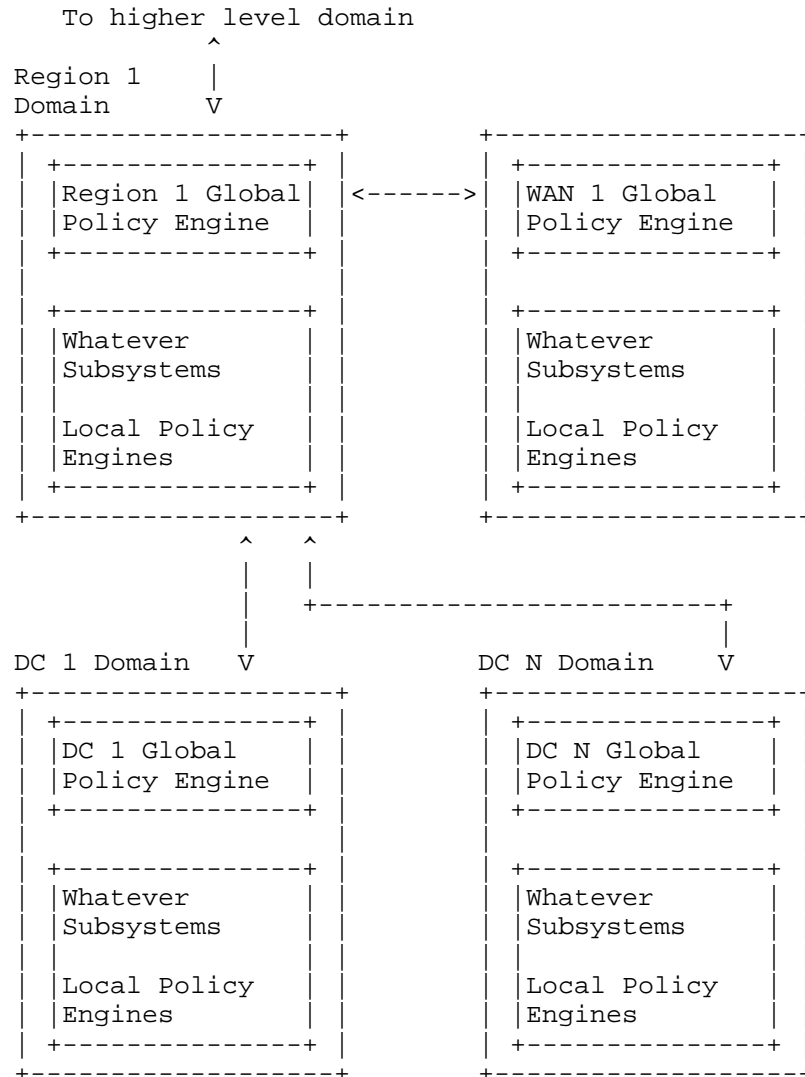 To higher level domain
^
Region 1 |
Domain V
+-------------------+ +--------------------
| +---------------+ | | +---------------+ |
| |Region 1 Global| |<------>| |WAN 1 Global | |
| |Policy Engine | | | |Policy Engine | |
| +---------------+ | | +---------------+ |
| | | |
| +---------------+ | | +---------------+ |
| |Whatever | | | |Whatever | |
| |Subsystems | | | |Subsystems | |
| | | | | | | |
| |Local Policy | | | |Local Policy | |
| |Engines | | | |Engines | |
| +---------------+ | | +---------------+ |
+-------------------+ +--------------------
^ ^
| |
| +-------------------------+
| |
DC 1 Domain V DC N Domain V
+-------------------+ +--------------------
| +---------------+ | | +---------------+ |
| |DC 1 Global | | | |DC N Global | |
| |Policy Engine | | | |Policy Engine | |
| +---------------+ | | +---------------+ |
| | | |
| +---------------+ | | +---------------+ |
| |Whatever | | | |Whatever | |
| |Subsystems | | | |Subsystems | |
| | | | | | | |
| |Local Policy | | | |Local Policy | |
| |Engines | | | |Engines | |
| +---------------+ | | +---------------+ |
+-------------------+ +--------------------